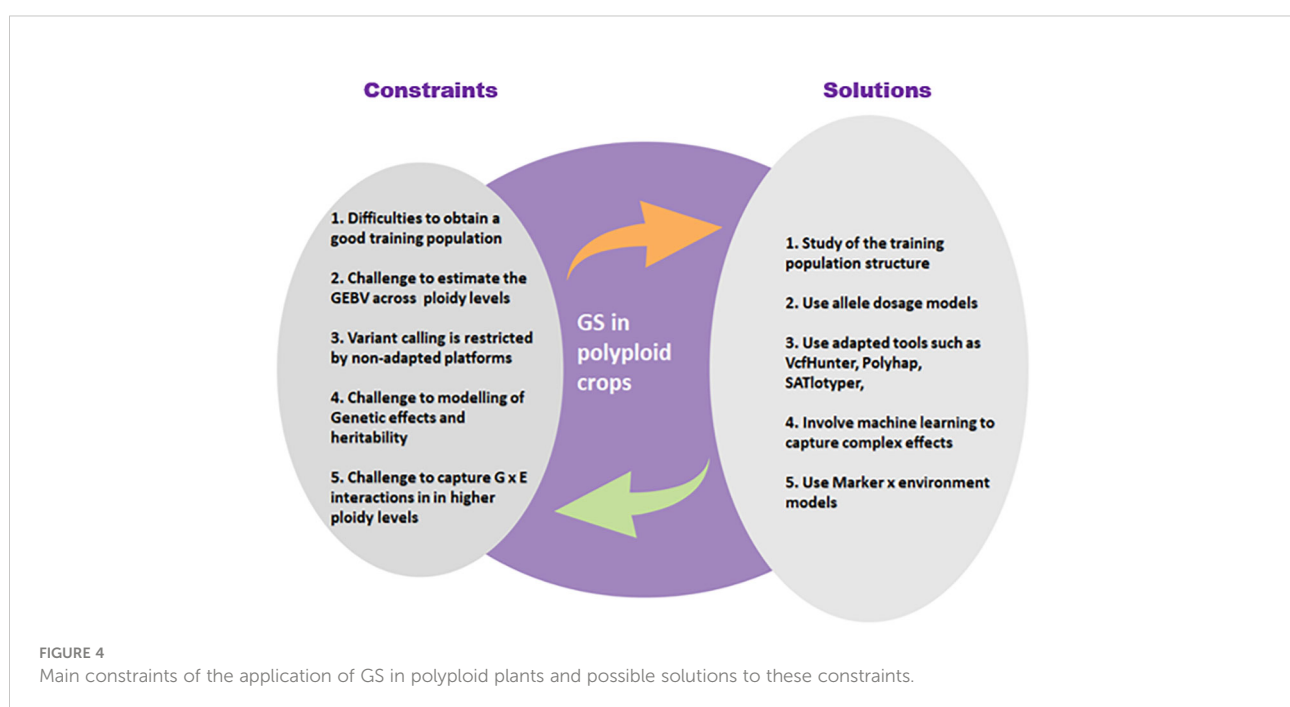 Constraints
1. Difficulties to obtain a
good training population
2. Challenge to estimate the
GEBV across ploidy levels
3. Variant calling is restricted
by non-adapted platforms
4. Challenge to modelling of
Genetic effects and
heritability
5. Challenge to capture G x E
interactions in in higher
ploidy levels
GS in
polyploid
crops
Solutions
1. Study of the training
population structure
2. Use allele dosage models
3. Use adapted tools such as
VcfHunter, Polyhap,
SATlotyper,
4. Involve machine learning to
capture complex effects
5. Use Marker x environment
models
FIGURE 4
Main constraints of the application of GS in polyploid plants and possible solutions to these constraints.